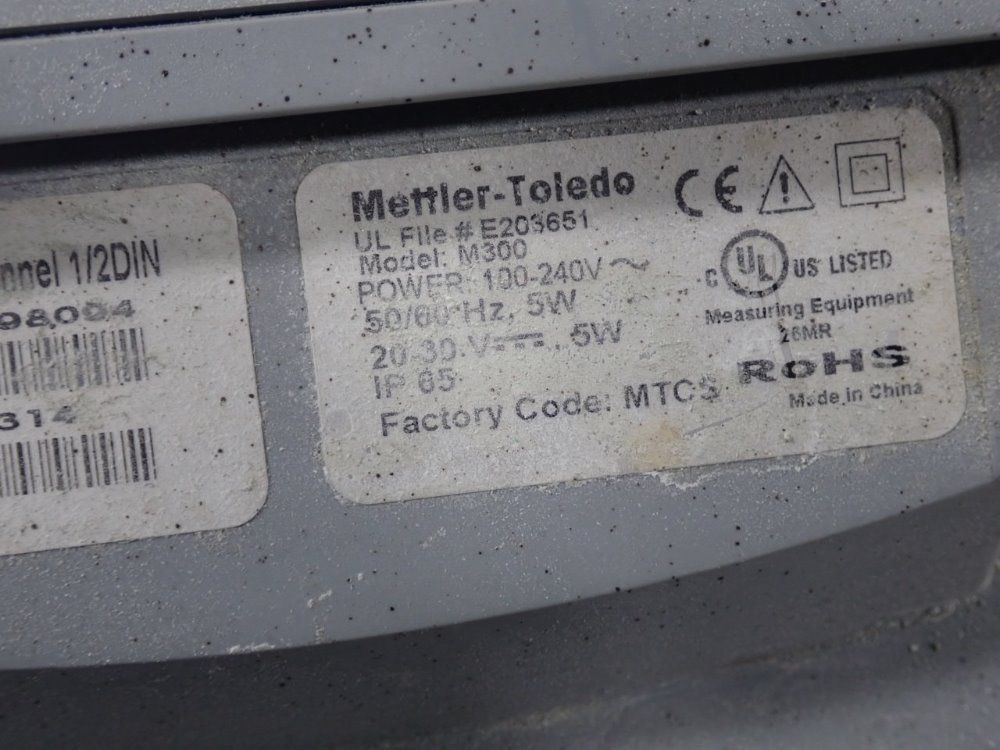 nnel 1/2DIN
98004
314
Mettler-Toledo
UL File # E203651
Model: M300
POWER: 100-240V ~
50/60 Hz, 5W
20-30 V⎓, 5W
IP 65
Factory Code: MTCS
CE
c UL US LISTED
Measuring Equipment
26MR
RoHS
Made in China